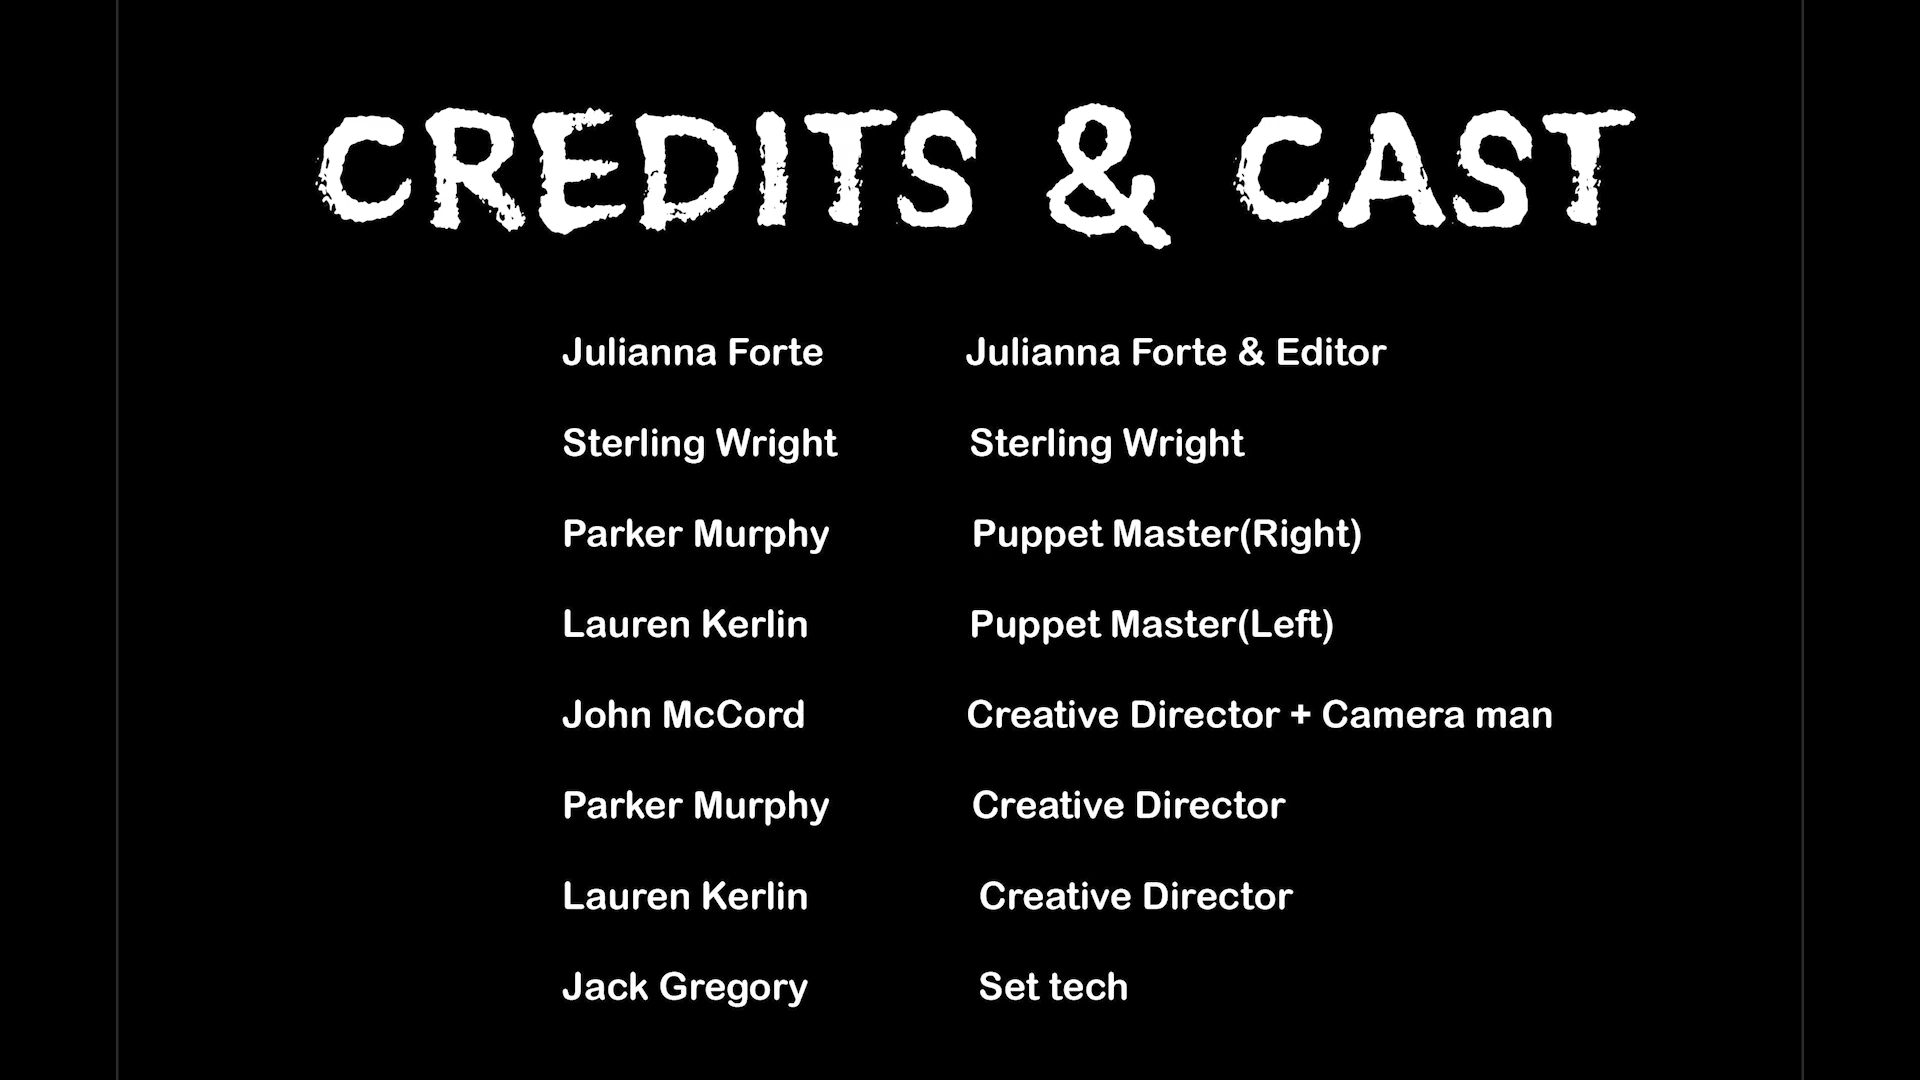 CREDITS & CAST
Julianna Forte Julianna Forte & Editor
Sterling Wright Sterling Wright
Parker Murphy Puppet Master(Right)
Lauren Kerlin Puppet Master(Left)
John McCord Creative Director + Camera man
Parker Murphy Creative Director
Lauren Kerlin Creative Director
Jack Gregory Set tech